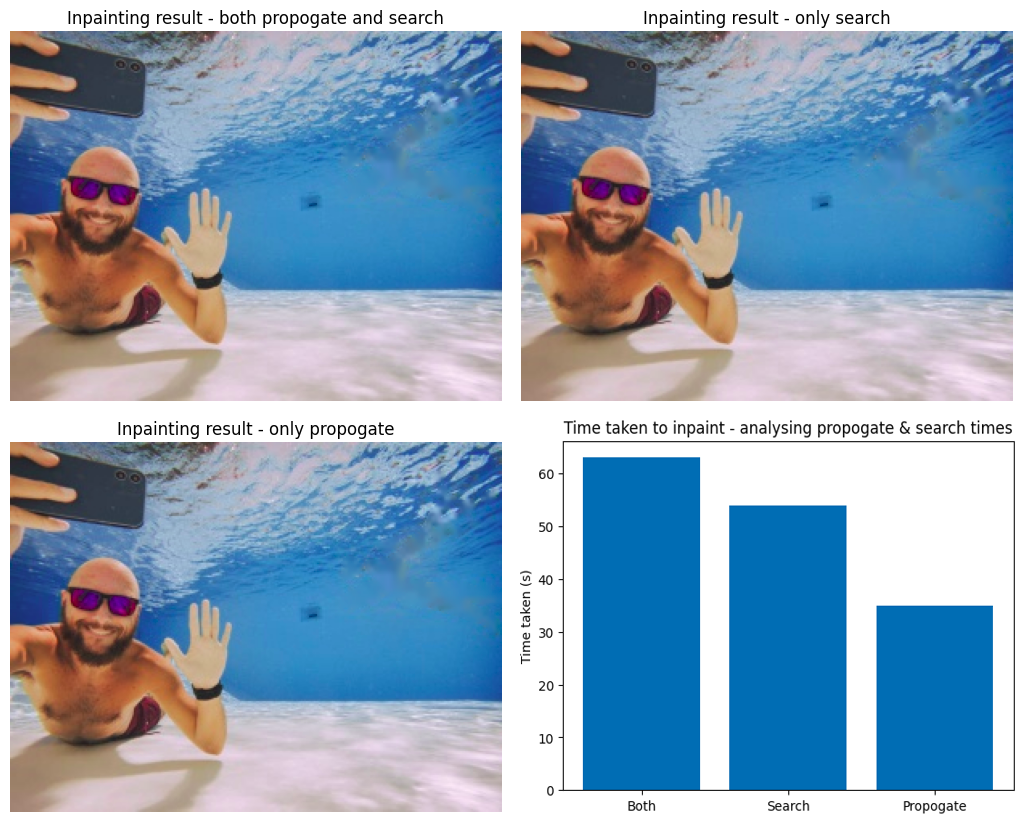 Inpainting result - both propogate and search
Inpainting result - only search
Inpainting result - only propogate
Time taken to inpaint - analysing propogate & search times
Time taken (s)
60
50
40
30
20
10
0
Both
Search
Propogate